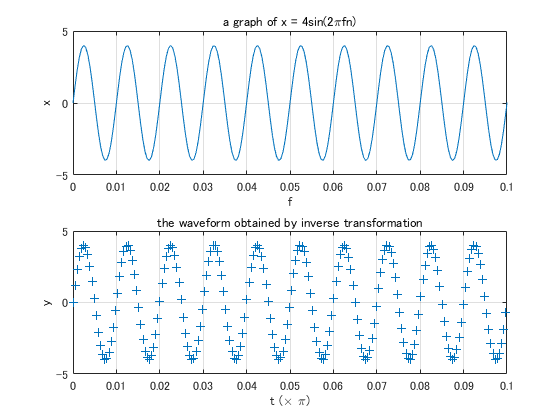 a graph of x = 4sin(2πfn)
5
0
-5
x
0 0.01 0.02 0.03 0.04 0.05 0.06 0.07 0.08 0.09 0.1
f
the waveform obtained by inverse transformation
5
0
-5
y
0 0.01 0.02 0.03 0.04 0.05 0.06 0.07 0.08 0.09 0.1
t (× π)